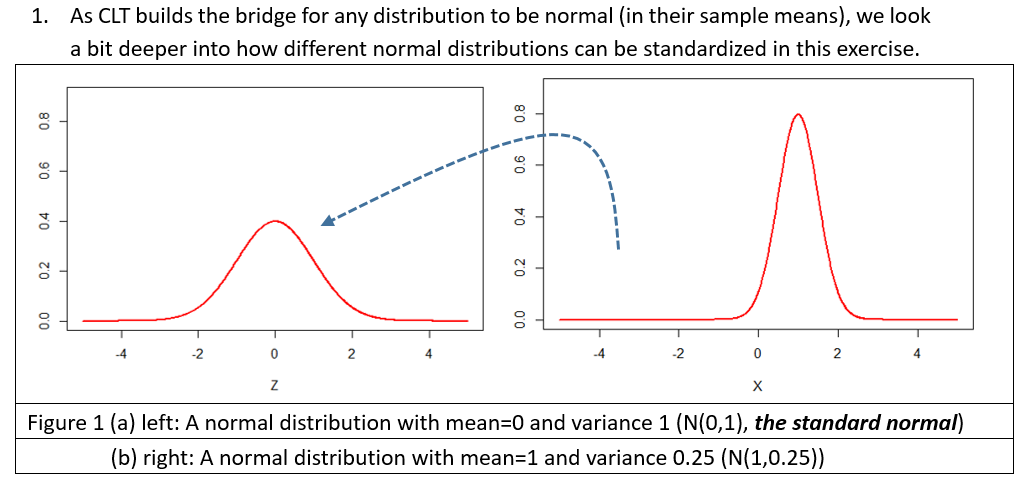 1. As CLT builds the bridge for any distribution to be normal (in their sample means), we look
a bit deeper into how different normal distributions can be standardized in this exercise.
0.8
0.6
0.4
0.2
0.0
-4 -2 0 2 4
Z
0.8
0.6
0.4
0.2
0.0
-4 -2 0 2 4
X
Figure 1 (a) left: A normal distribution with mean=0 and variance 1 (N(0,1), the standard normal)
(b) right: A normal distribution with mean=1 and variance 0.25 (N(1,0.25))